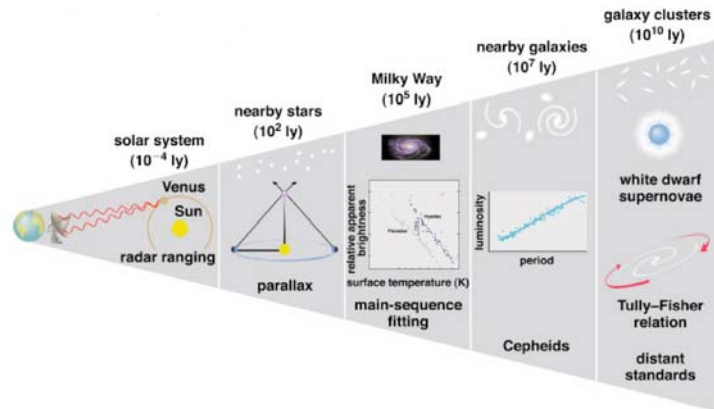 solar system
(10⁻⁴ ly)
Venus
Sun
radar ranging
nearby stars
(10² ly)
parallax
Milky Way
(10⁵ ly)
relative apparent
brightness
Pleiades
Hyades
surface temperature (K)
main-sequence
fitting
nearby galaxies
(10⁷ ly)
luminosity
period
Cepheids
galaxy clusters
(10¹⁰ ly)
white dwarf
supernovae
Tully–Fisher
relation
distant
standards